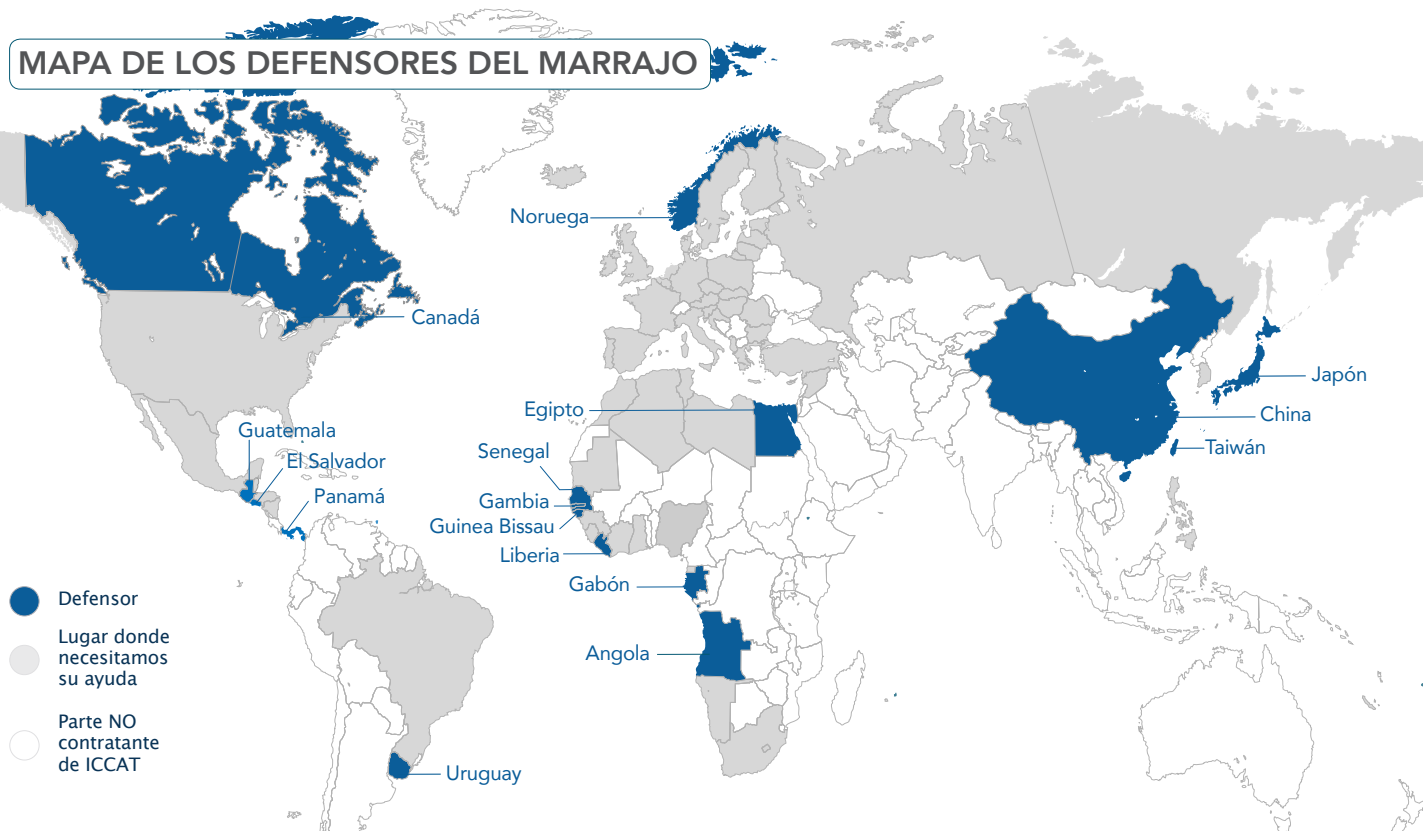 MAPA DE LOS DEFENSORES DEL MARRAJO
Noruega
Canadá
Japón
Egipto
China
Guatemala
Senegal
Taiwán
El Salvador
Panamá
Gambia
Guinea Bissau
Liberia
Gabón
Defensor
Lugar donde
necesitamos
su ayuda
Angola
Parte NO
contratante
de ICCAT
Uruguay